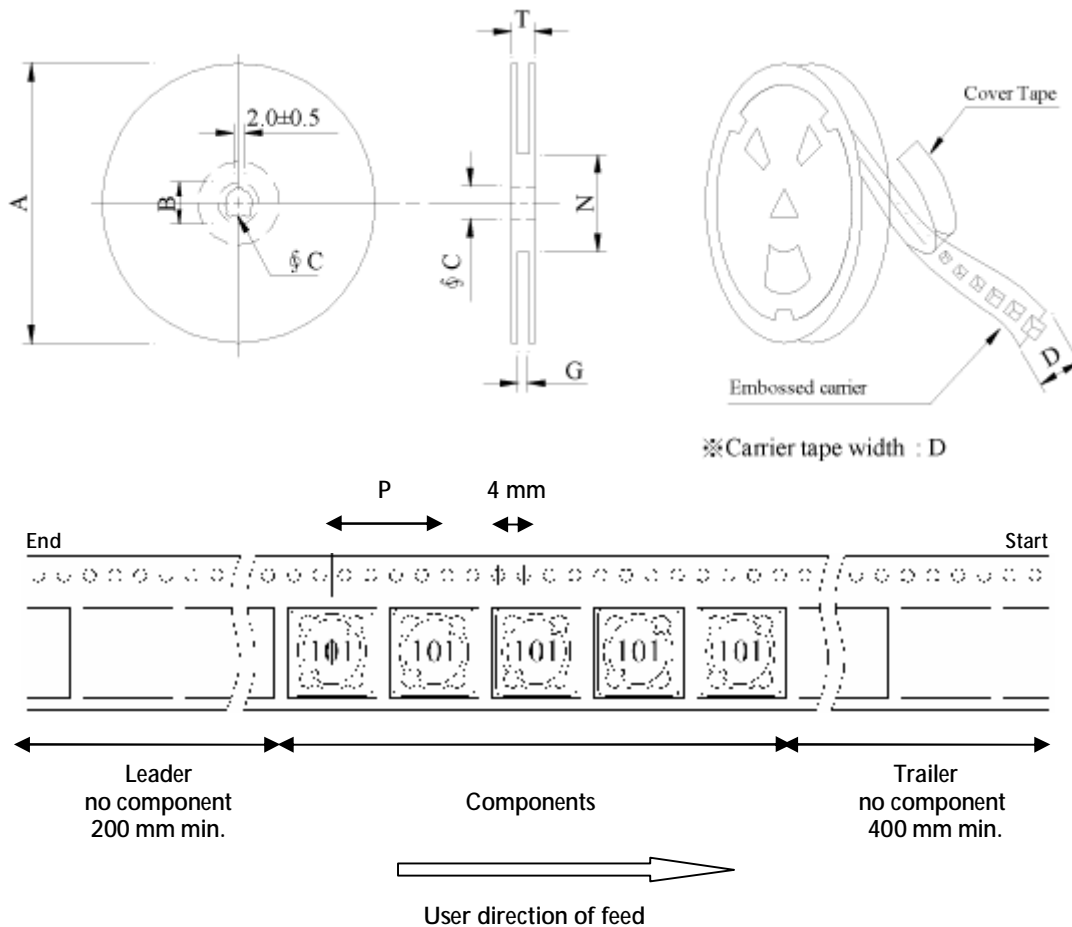 T
A
2.0±0.5
B
∮ C
∮ C
N
G
Cover Tape
Embossed carrier
D
※Carrier tape width : D
P
4 mm
End
Start
101
101
101
101
101
Leader
no component
200 mm min.
Components
Trailer
no component
400 mm min.
User direction of feed